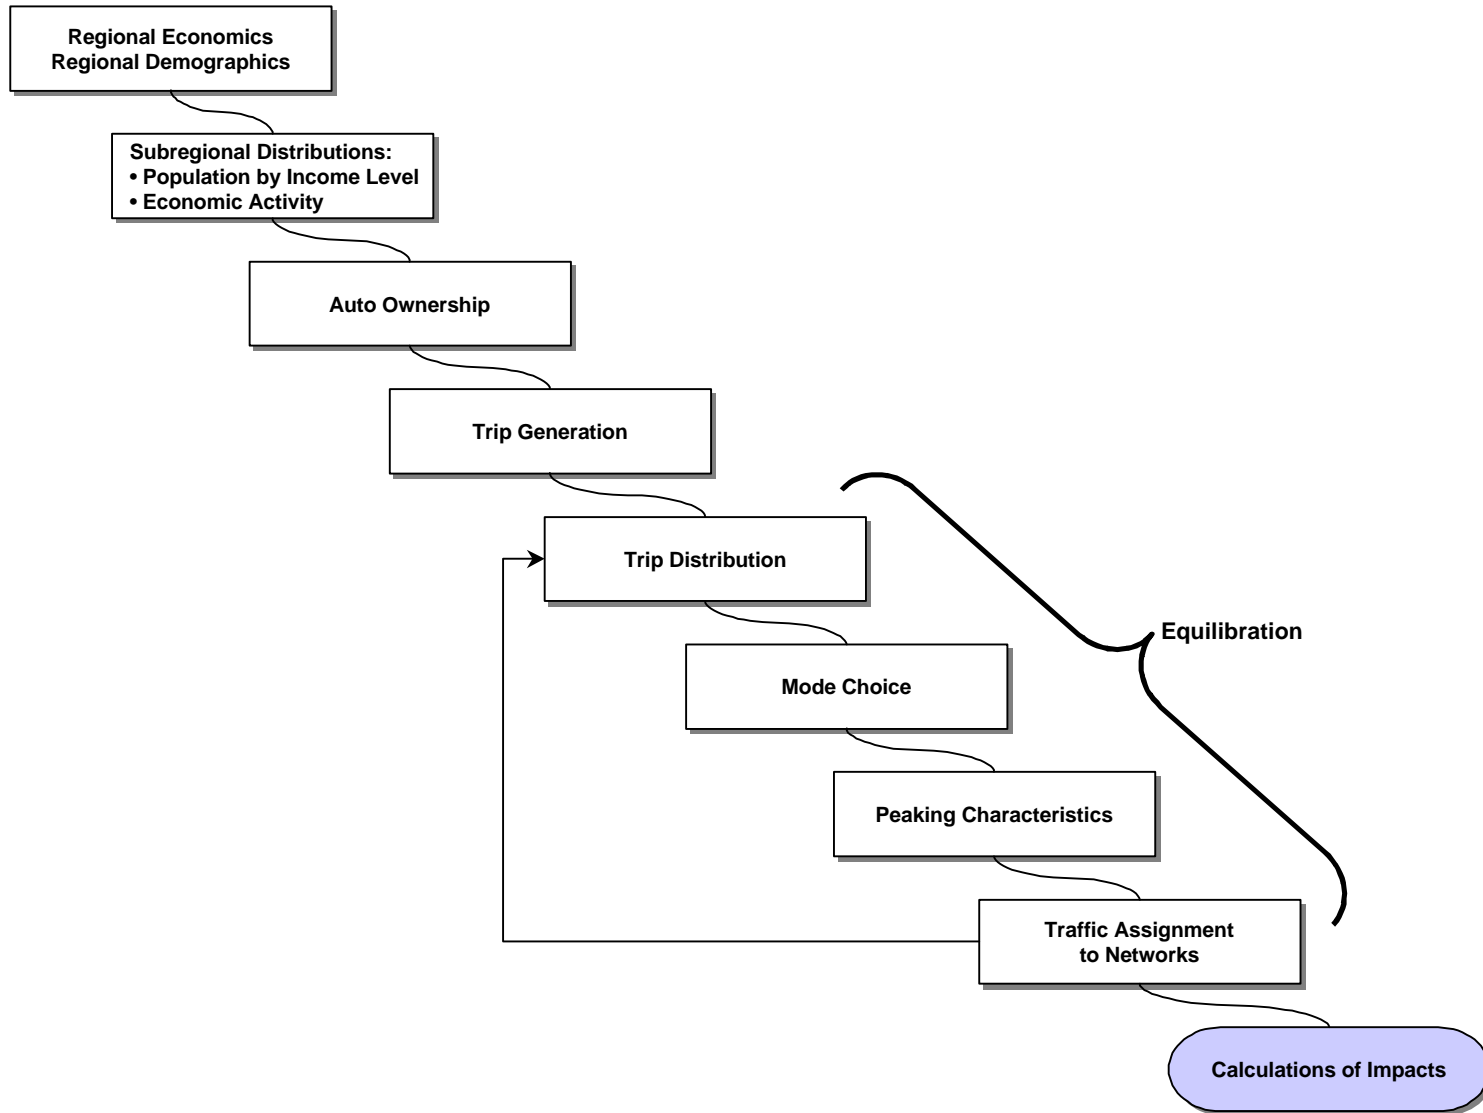 Regional Economics
Regional Demographics
Subregional Distributions:
• Population by Income Level
• Economic Activity
Auto Ownership
Trip Generation
Trip Distribution
Equilibration
Mode Choice
Peaking Characteristics
Traffic Assignment
to Networks
Calculations of Impacts